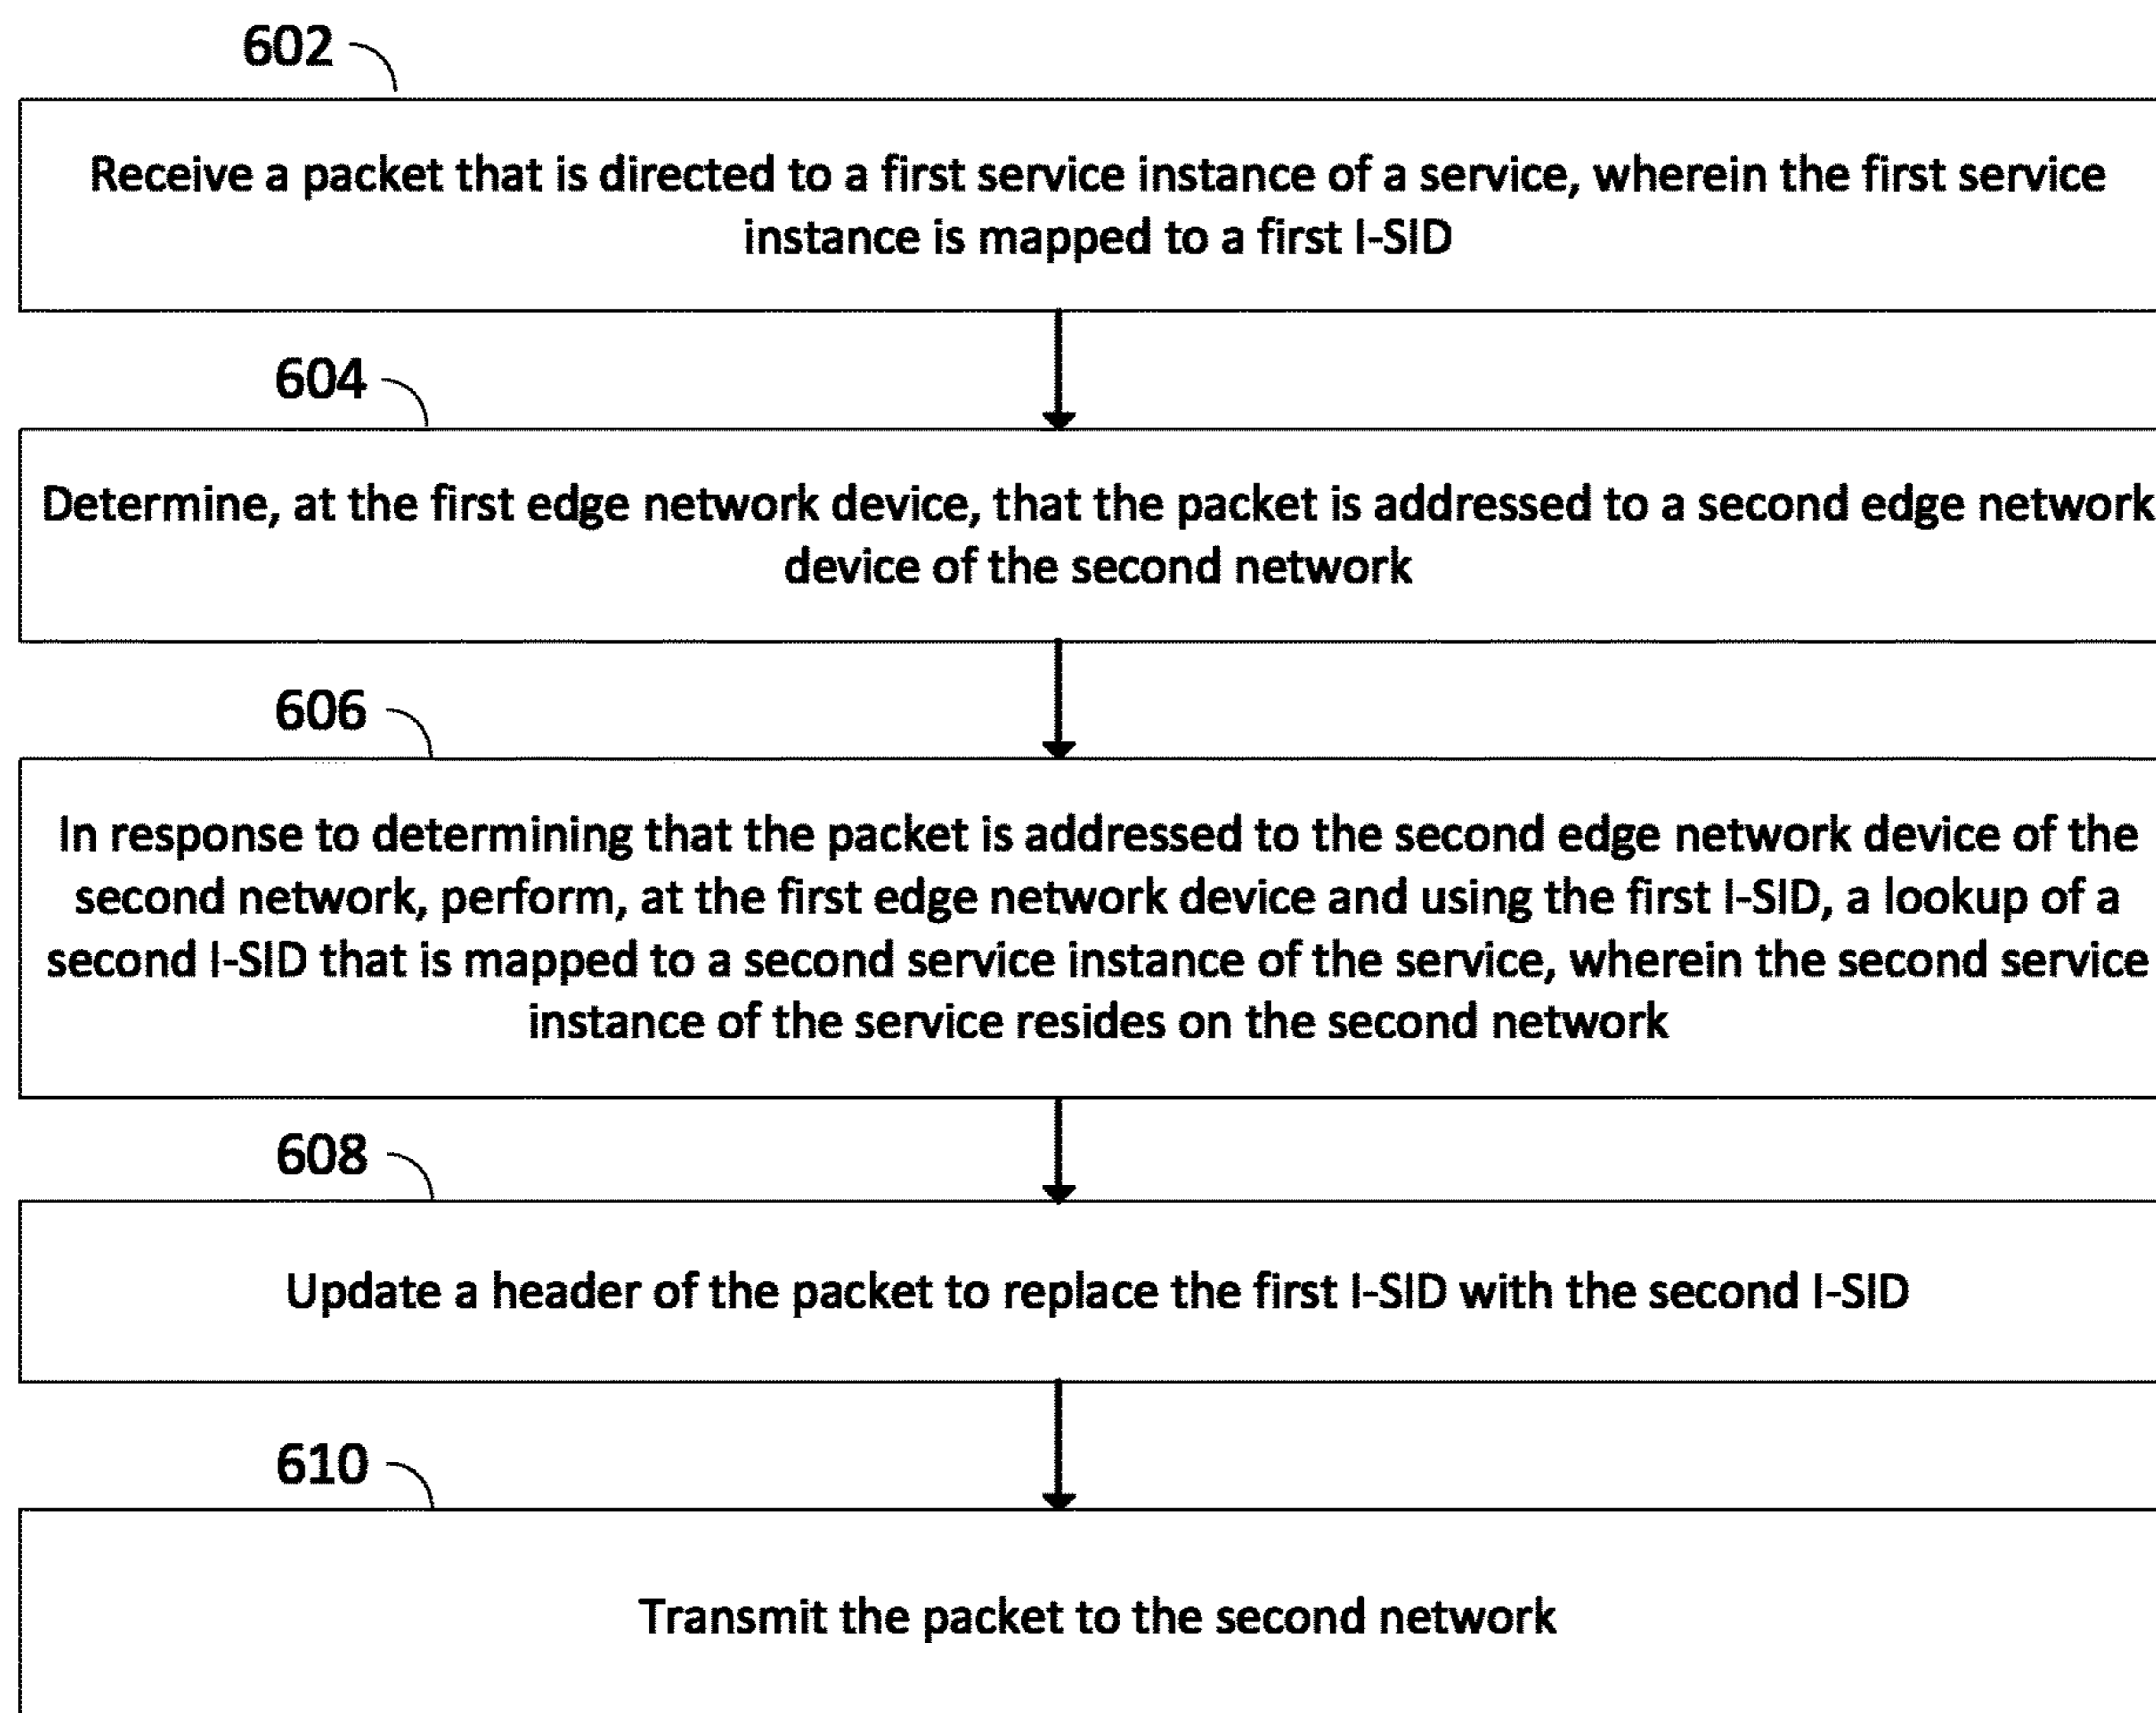 602
Receive a packet that is directed to a first service instance of a service, wherein the first service
instance is mapped to a first I-SID
604
Determine, at the first edge network device, that the packet is addressed to a second edge network
device of the second network
606
In response to determining that the packet is addressed to the second edge network device of the
second network, perform, at the first edge network device and using the first I-SID, a lookup of a
second I-SID that is mapped to a second service instance of the service, wherein the second service
instance of the service resides on the second network
608
Update a header of the packet to replace the first I-SID with the second I-SID
610
Transmit the packet to the second network